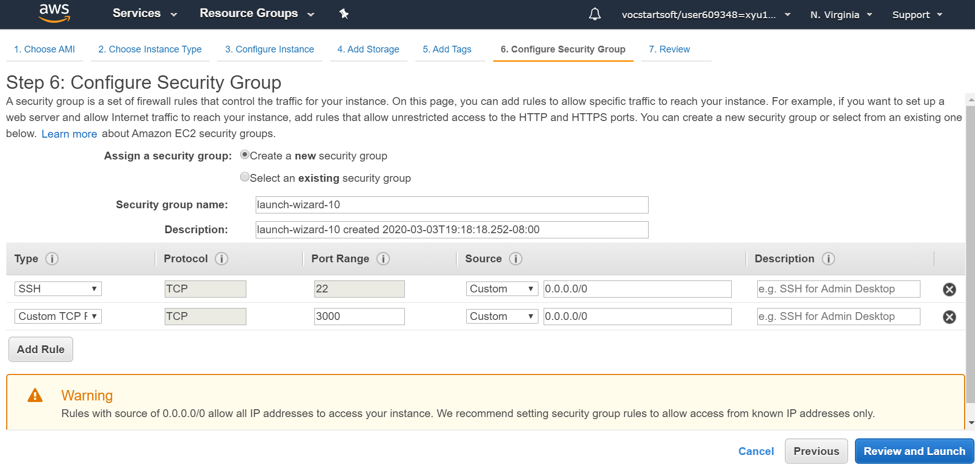 aws
Services
Resource Groups
vocstartsoft/user609348=xyu1...
N. Virginia
Support
1. Choose AMI
2. Choose Instance Type
3. Configure Instance
4. Add Storage
5. Add Tags
6. Configure Security Group
7. Review
Step 6: Configure Security Group
A security group is a set of firewall rules that control the traffic for your instance. On this page, you can add rules to allow specific traffic to reach your instance. For example, if you want to set up a
web server and allow Internet traffic to reach your instance, add rules that allow unrestricted access to the HTTP and HTTPS ports. You can create a new security group or select from an existing one
below. Learn more about Amazon EC2 security groups.
Assign a security group: Create a new security group
Select an existing security group
Security group name: launch-wizard-10
Description: launch-wizard-10 created 2020-03-03T19:18:18.252-08:00
Type i Protocol i Port Range i Source i Description i
SSH TCP 22 Custom 0.0.0.0/0 e.g. SSH for Admin Desktop
Custom TCP F TCP 3000 Custom 0.0.0.0/0 e.g. SSH for Admin Desktop
Add Rule
Warning
Rules with source of 0.0.0.0/0 allow all IP addresses to access your instance. We recommend setting security group rules to allow access from known IP addresses only.
Cancel Previous Review and Launch